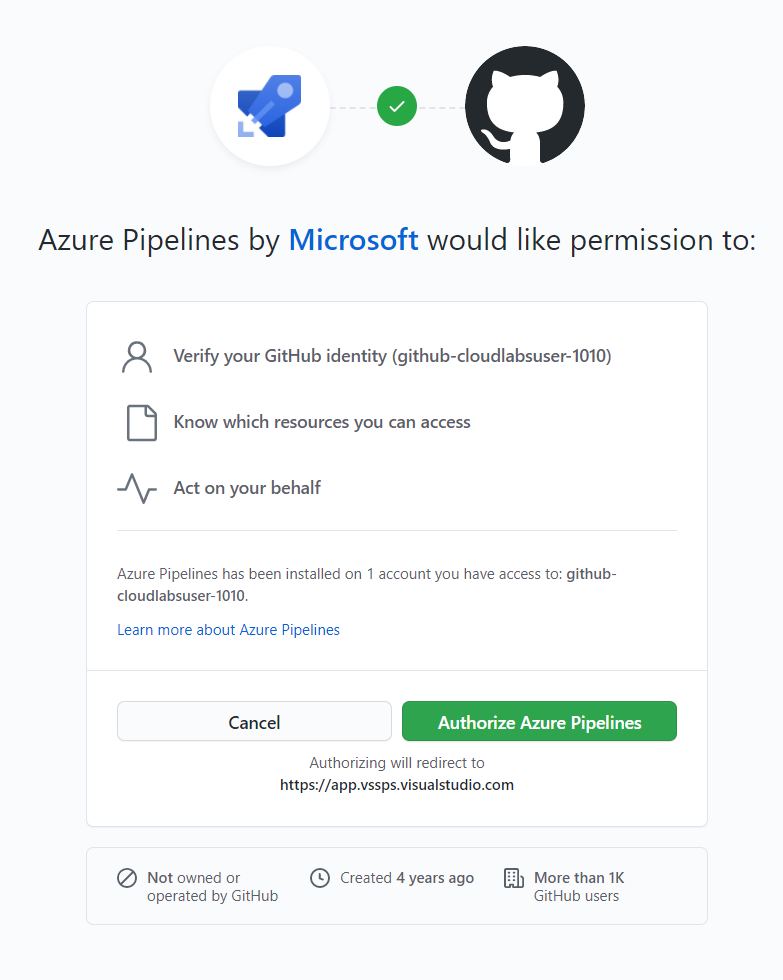 Azure Pipelines by Microsoft would like permission to:
Verify your GitHub identity (github-cloudlabsuser-1010)
Know which resources you can access
Act on your behalf
Azure Pipelines has been installed on 1 account you have access to: github-
cloudlabsuser-1010.
Learn more about Azure Pipelines
Cancel
Authorize Azure Pipelines
Authorizing will redirect to
https://app.vssps.visualstudio.com
Not owned or
operated by GitHub
Created 4 years ago
More than 1K
GitHub users